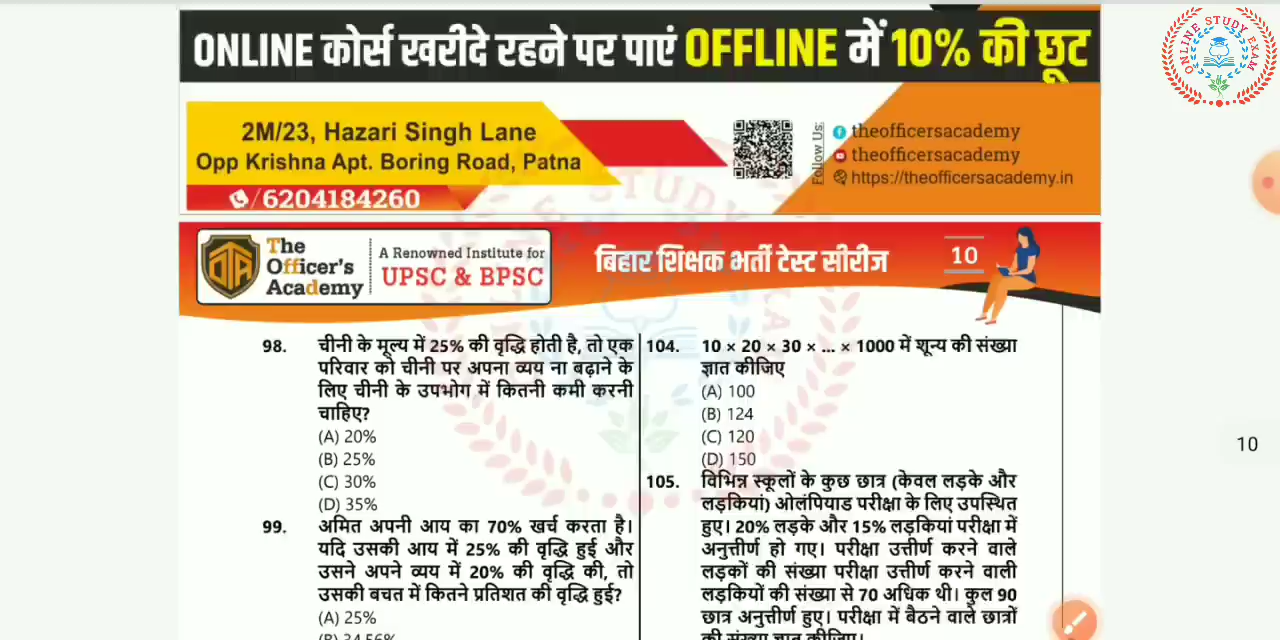 ONLINE कोर्स खरीदे रहने पर पाएं OFFLINE में 10% की छूट
ONLINE STUDY EXAM
2M/23, Hazari Singh Lane
Opp Krishna Apt. Boring Road, Patna
6204184260
Follow Us:
theofficersacademy
theofficersacademy
https://theofficersacademy.in
The
Officer's
Academy
A Renowned Institute for
UPSC & BPSC
बिहार शिक्षक भर्ती टेस्ट सीरीज
10
98. चीनी के मूल्य में 25% की वृद्धि होती है, तो एक
परिवार को चीनी पर अपना व्यय ना बढ़ाने के
लिए चीनी के उपभोग में कितनी कमी करनी
चाहिए?
(A) 20%
(B) 25%
(C) 30%
(D) 35%
99. अमित अपनी आय का 70% खर्च करता है।
यदि उसकी आय में 25% की वृद्धि हुई और
उसने अपने व्यय में 20% की वृद्धि की, तो
उसकी बचत में कितने प्रतिशत की वृद्धि हुई?
(A) 25%
(B) 34.56%
104. 10 × 20 × 30 × ... × 1000 में शून्य की संख्या
ज्ञात कीजिए
(A) 100
(B) 124
(C) 120
(D) 150
105. विभिन्न स्कूलों के कुछ छात्र (केवल लड़के और
लड़कियां) ओलंपियाड परीक्षा के लिए उपस्थित
हुए। 20% लड़के और 15% लड़कियां परीक्षा में
अनुत्तीर्ण हो गए। परीक्षा उत्तीर्ण करने वाले
लड़कों की संख्या परीक्षा उत्तीर्ण करने वाली
लड़कियों की संख्या से 70 अधिक थी। कुल 90
छात्र अनुत्तीर्ण हुए। परीक्षा में बैठने वाले छात्रों
की संख्या ज्ञात कीजिए।
10